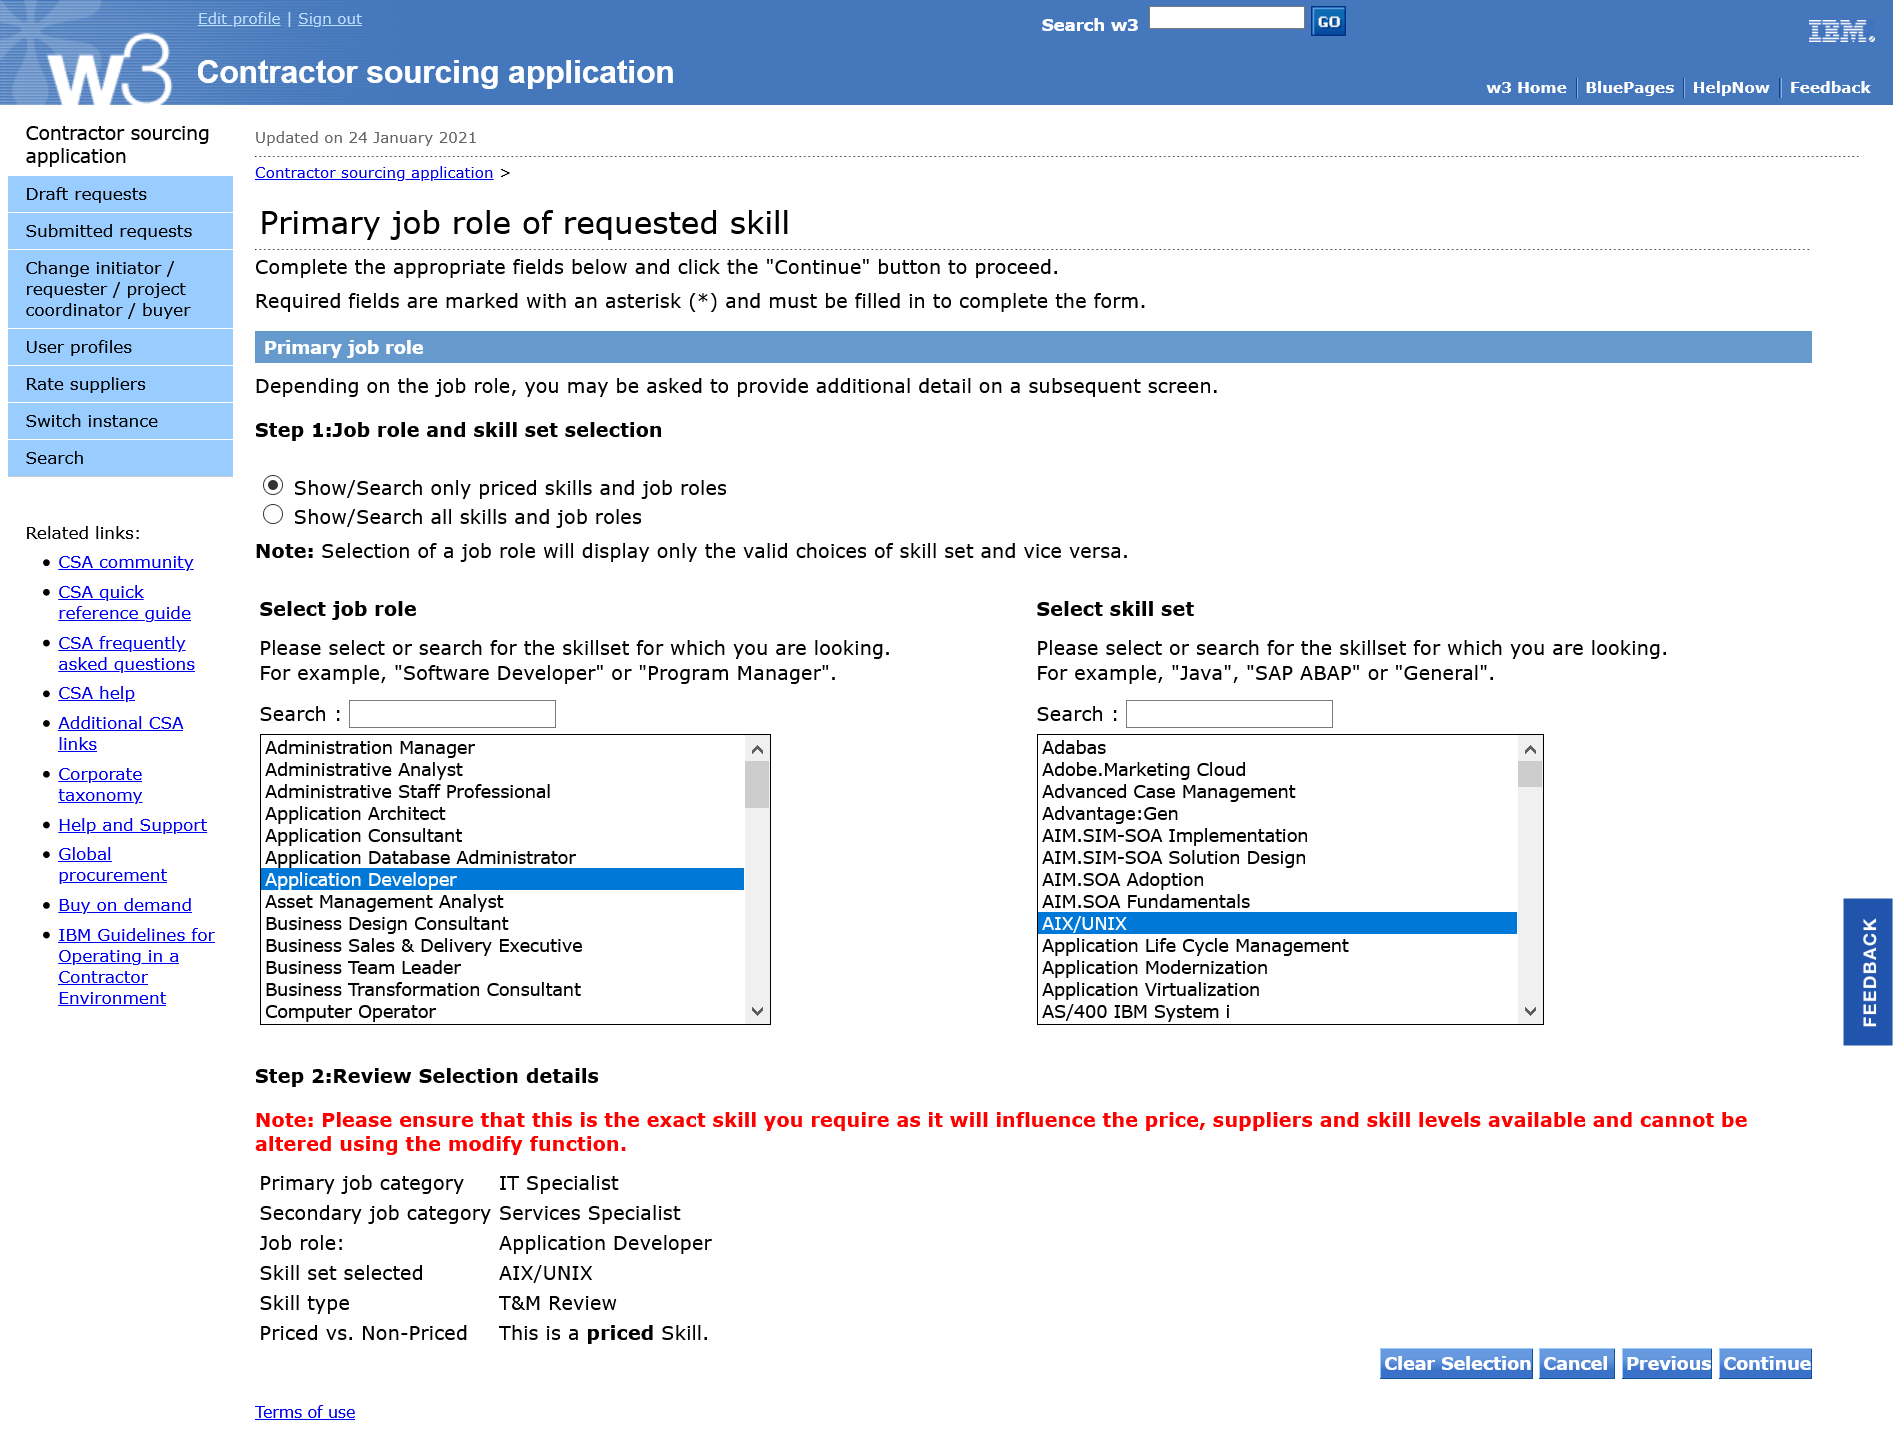 Edit profile | Sign out
Search w3 GO
IBM.
w3 Contractor sourcing application
w3 Home BluePages HelpNow Feedback
Contractor sourcing
application
Draft requests
Submitted requests
Change initiator /
requester / project
coordinator / buyer
User profiles
Rate suppliers
Switch instance
Search
Related links:
CSA community
CSA quick
reference guide
CSA frequently
asked questions
CSA help
Additional CSA
links
Corporate
taxonomy
Help and Support
Global
procurement
Buy on demand
IBM Guidelines for
Operating in a
Contractor
Environment
Updated on 24 January 2021
Contractor sourcing application >
Primary job role of requested skill
Complete the appropriate fields below and click the "Continue" button to proceed.
Required fields are marked with an asterisk (*) and must be filled in to complete the form.
Primary job role
Depending on the job role, you may be asked to provide additional detail on a subsequent screen.
Step 1:Job role and skill set selection
Show/Search only priced skills and job roles
Show/Search all skills and job roles
Note: Selection of a job role will display only the valid choices of skill set and vice versa.
Select job role
Please select or search for the skillset for which you are looking.
For example, "Software Developer" or "Program Manager".
Search :
Administration Manager
Administrative Analyst
Administrative Staff Professional
Application Architect
Application Consultant
Application Database Administrator
Application Developer
Asset Management Analyst
Business Design Consultant
Business Sales & Delivery Executive
Business Team Leader
Business Transformation Consultant
Computer Operator
Select skill set
Please select or search for the skillset for which you are looking.
For example, "Java", "SAP ABAP" or "General".
Search :
Adabas
Adobe.Marketing Cloud
Advanced Case Management
Advantage:Gen
AIM.SIM-SOA Implementation
AIM.SIM-SOA Solution Design
AIM.SOA Adoption
AIM.SOA Fundamentals
AIX/UNIX
Application Life Cycle Management
Application Modernization
Application Virtualization
AS/400 IBM System i
FEEDBACK
Step 2:Review Selection details
Note: Please ensure that this is the exact skill you require as it will influence the price, suppliers and skill levels available and cannot be
altered using the modify function.
Primary job category IT Specialist
Secondary job category Services Specialist
Job role: Application Developer
Skill set selected AIX/UNIX
Skill type T&M Review
Priced vs. Non-Priced This is a priced Skill.
Clear Selection Cancel Previous Continue
Terms of use